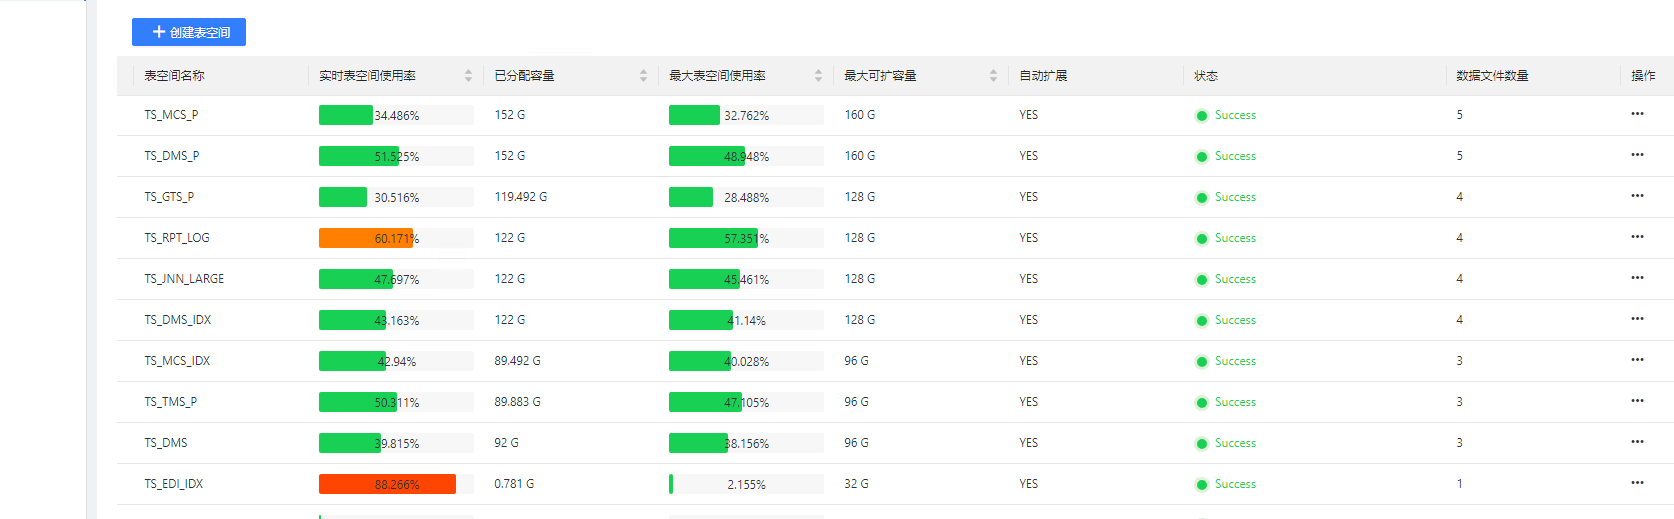 创建表空间
表空间名称 实时表空间使用率 已分配容量 最大表空间使用率 最大可扩容量 自动扩展 状态 数据文件数量 操作
TS_MCS_P 34.486% 152 G 32.762% 160 G YES Success 5 •••
TS_DMS_P 51.525% 152 G 48.948% 160 G YES Success 5 •••
TS_GTS_P 30.516% 119.492 G 28.488% 128 G YES Success 4 •••
TS_RPT_LOG 60.171% 122 G 57.351% 128 G YES Success 4 •••
TS_JNN_LARGE 47.697% 122 G 45.461% 128 G YES Success 4 •••
TS_DMS_IDX 43.163% 122 G 41.14% 128 G YES Success 4 •••
TS_MCS_IDX 42.94% 89.492 G 40.028% 96 G YES Success 3 •••
TS_TMS_P 50.311% 89.883 G 47.105% 96 G YES Success 3 •••
TS_DMS 39.815% 92 G 38.156% 96 G YES Success 3 •••
TS_EDI_IDX 88.266% 0.781 G 2.155% 32 G YES Success 1 •••